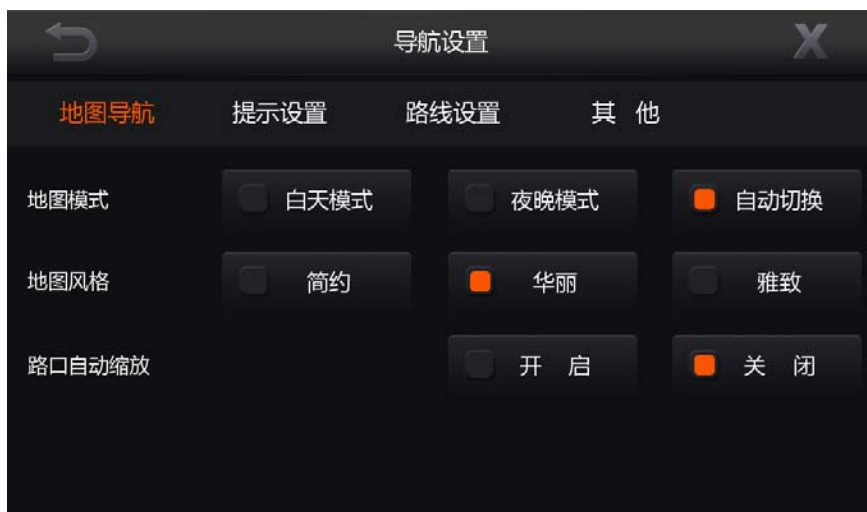 导航设置
地图导航 提示设置 路线设置 其 他
地图模式 白天模式 夜晚模式 自动切换
地图风格 简约 华丽 雅致
路口自动缩放 开 启 关 闭